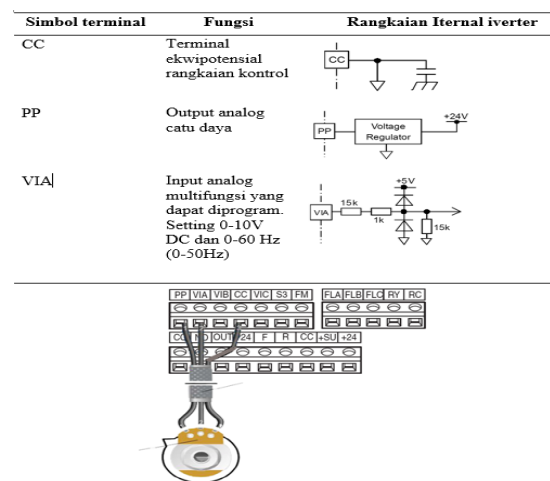 Simbol terminal Fungsi Rangkaian Iternal iverter
CC Terminal
ekwipotensial
rangkaian kontrol
CC
PP Output analog
catu daya
PP Voltage
Regulator +24V
VIA Input analog
multifungsi yang
dapat diprogram.
Setting 0-10V
DC dan 0-60 Hz
(0-50Hz)
+5V
VIA 15k 1k 15k
PP VIA VIB CC VIC S3 FM FLA FLB FLC RY RC
NO OUT F R CC +SU +24